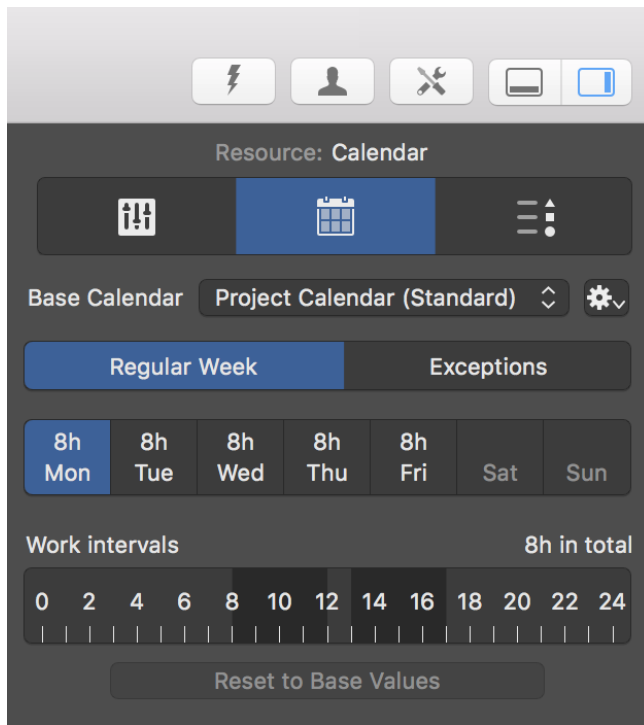 Resource: Calendar
Base Calendar Project Calendar (Standard)
Regular Week Exceptions
8h 8h 8h 8h 8h
Mon Tue Wed Thu Fri Sat Sun
Work intervals 8h in total
0 2 4 6 8 10 12 14 16 18 20 22 24
Reset to Base Values